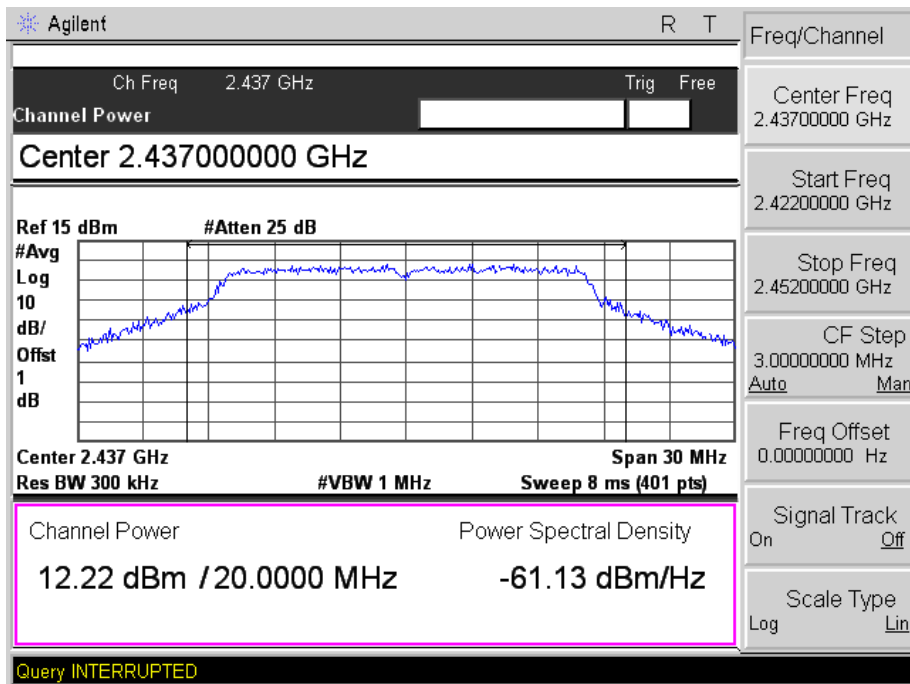 Agilent R T
Ch Freq 2.437 GHz Trig Free
Channel Power
Center 2.437000000 GHz
Ref 15 dBm #Atten 25 dB
#Avg
Log
10
dB/
Offst
1
dB
Center 2.437 GHz Span 30 MHz
Res BW 300 kHz #VBW 1 MHz Sweep 8 ms (401 pts)
Channel Power Power Spectral Density
12.22 dBm / 20.0000 MHz -61.13 dBm/Hz
Query INTERRUPTED
Freq/Channel
Center Freq
2.43700000 GHz
Start Freq
2.42200000 GHz
Stop Freq
2.45200000 GHz
CF Step
3.00000000 MHz
Auto Man
Freq Offset
0.00000000 Hz
Signal Track
On Off
Scale Type
Log Lin